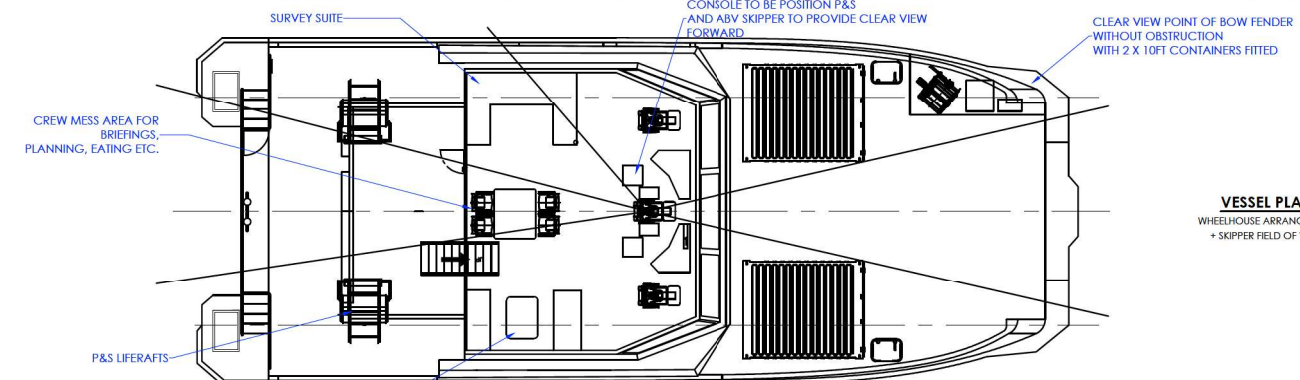 SURVEY SUITE
CONSOLE TO BE POSITION P&S
AND ABV SKIPPER TO PROVIDE CLEAR VIEW
FORWARD
CLEAR VIEW POINT OF BOW FENDER
WITHOUT OBSTRUCTION
WITH 2 X 10FT CONTAINERS FITTED
CREW MESS AREA FOR
BRIEFINGS,
PLANNING, EATING ETC.
VESSEL PLA
WHEELHOUSE ARRANG
+ SKIPPER FIELD OF
P&S LIFERAFTS